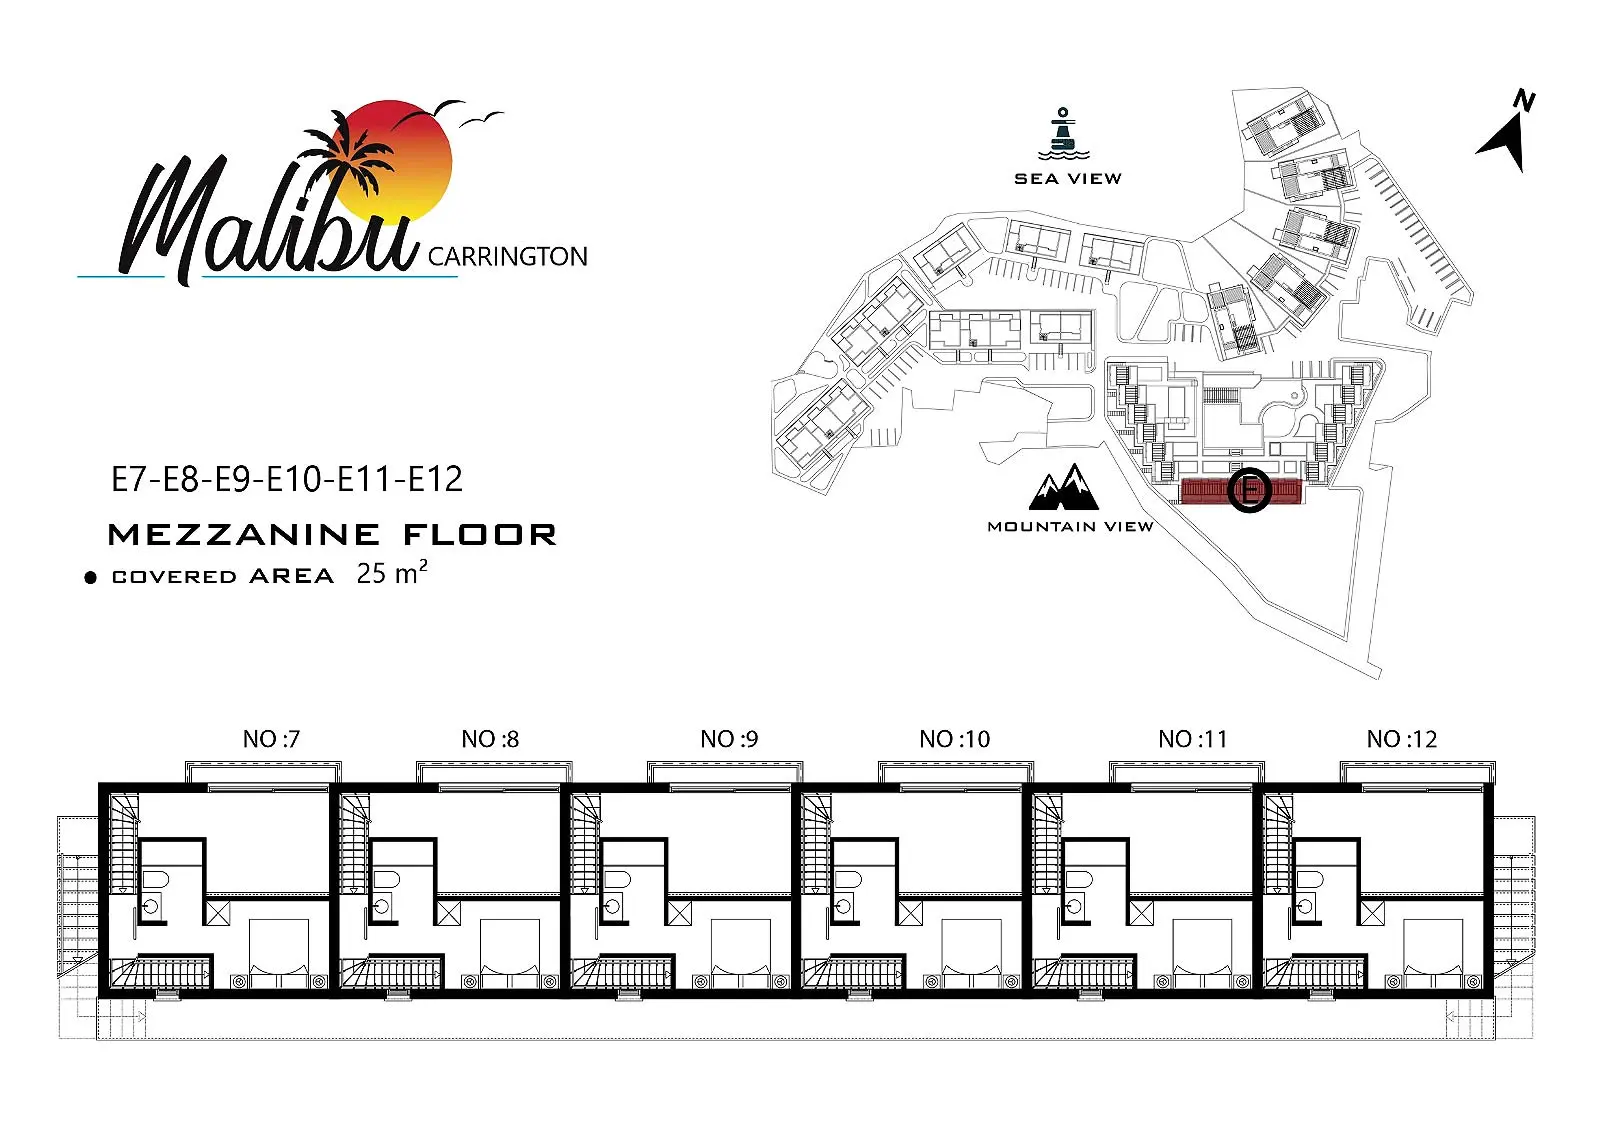 Malibu CARRINGTON
N
SEA VIEW
E7-E8-E9-E10-E11-E12
MEZZANINE FLOOR
• COVERED AREA 25 m²
E
MOUNTAIN VIEW
NO :7 NO :8 NO :9 NO :10 NO :11 NO :12